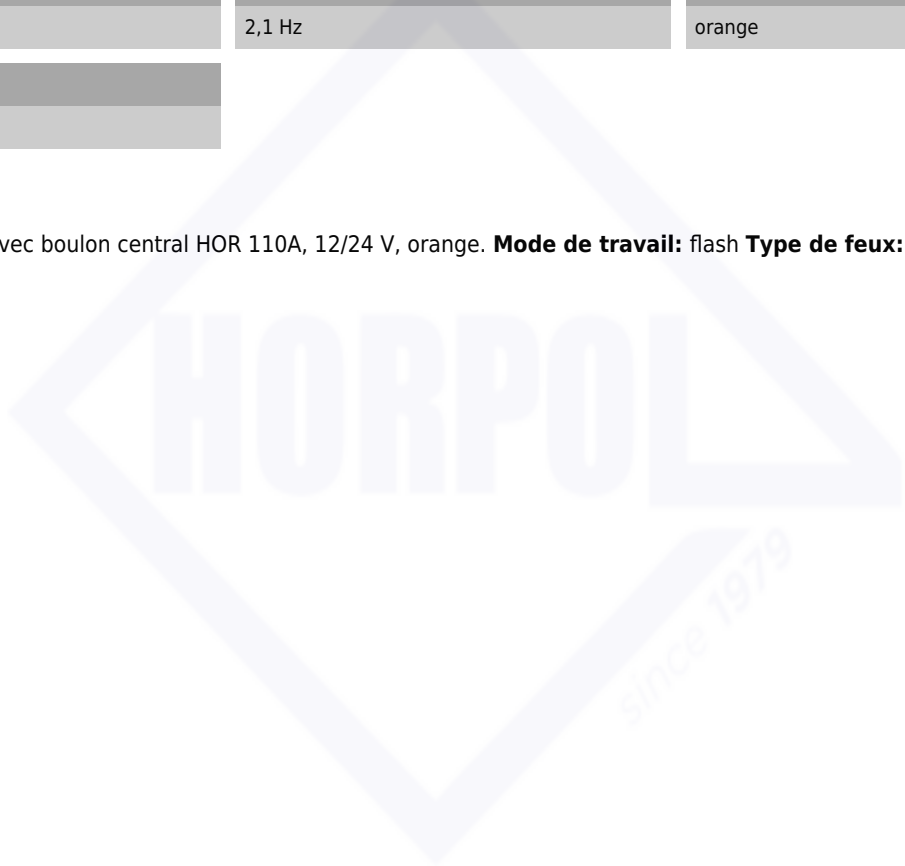 2,1 Hz orange
vec boulon central HOR 110A, 12/24 V, orange. Mode de travail: flash Type de feux:
HORPOL
since 1979